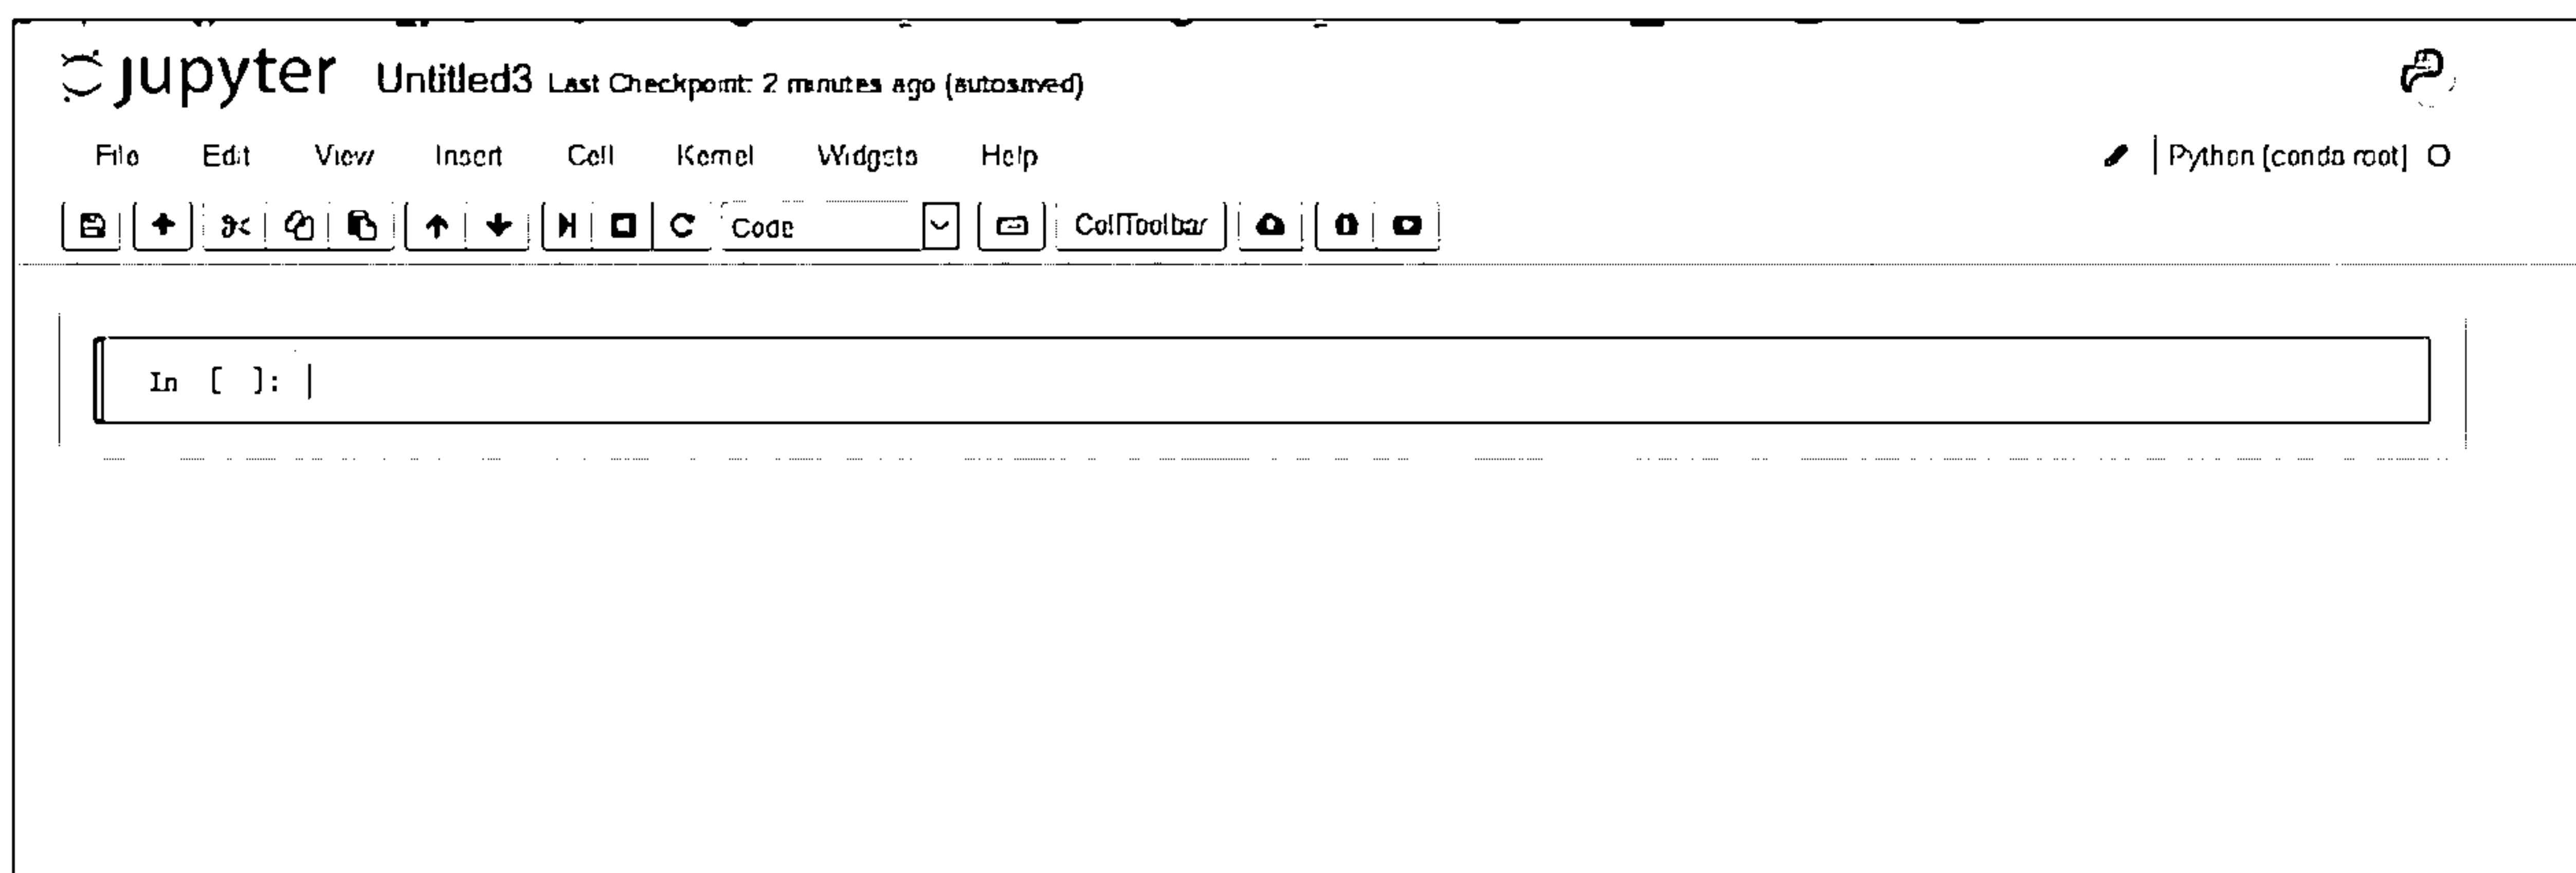 jupyter Untitled3 Last Checkpoint: 2 minutes ago (autosaved)
File Edit View Insert Cell Kernel Widgets Help Python [conda root]
Code CellToolbar
In [ ]: